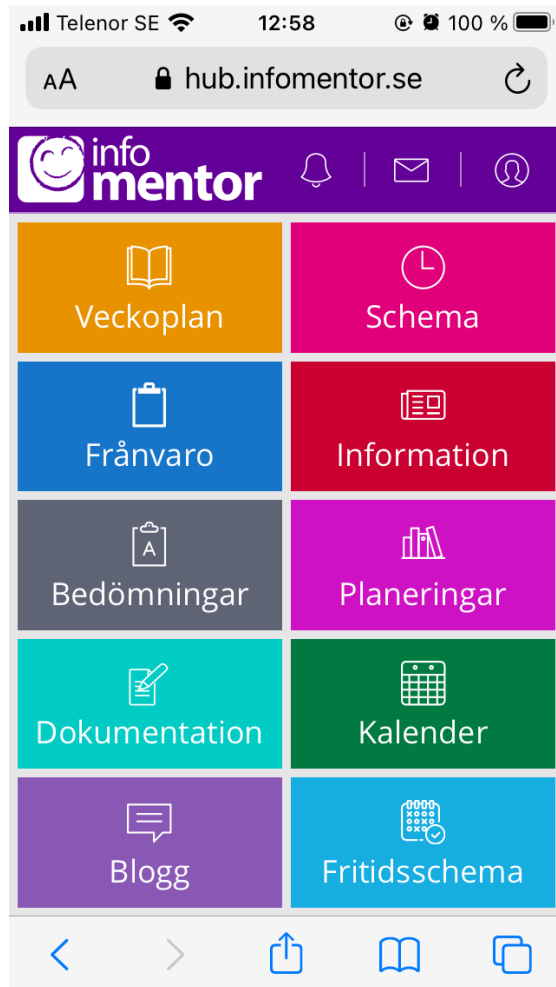 Telenor SE 12:58 100 %
AA hub.infomentor.se
info
mentor
Veckoplan Schema
Frånvaro Information
A
Bedömningar Planeringar
Dokumentation Kalender
Blogg Fritidsschema